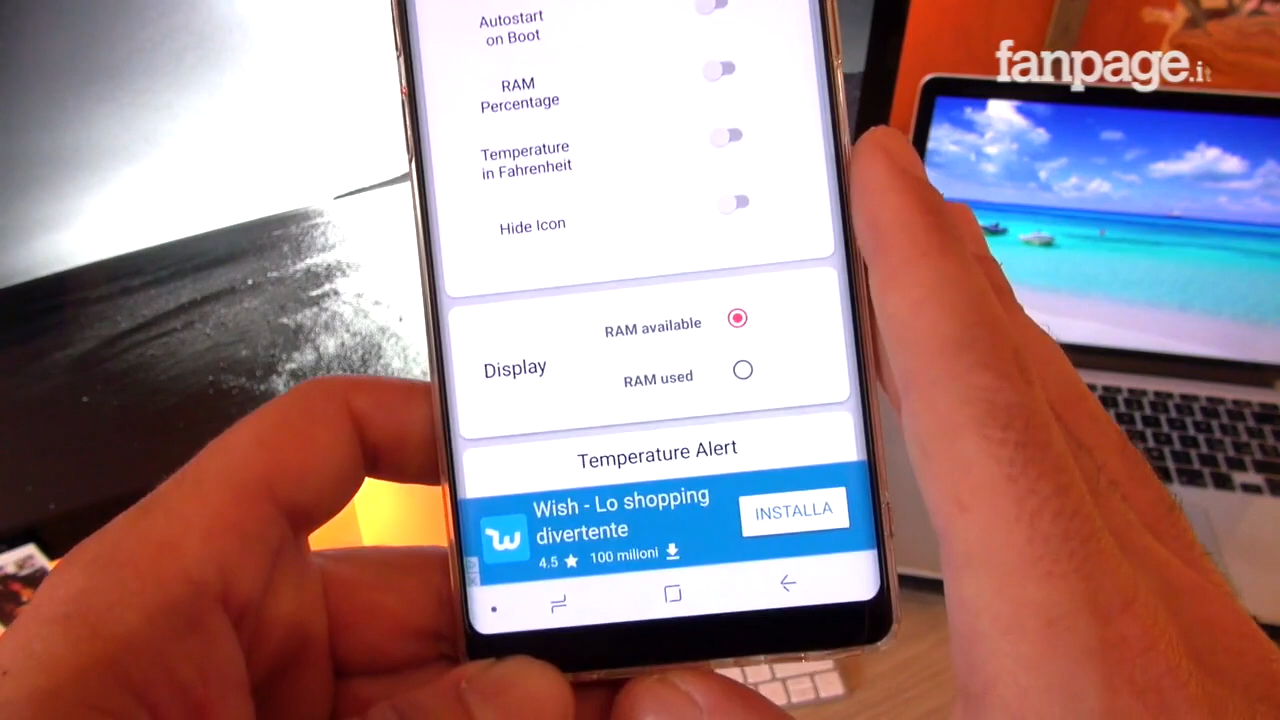 fanpage.it
Autostart
on Boot
RAM
Percentage
Temperature
in Fahrenheit
Hide Icon
Display
RAM available
RAM used
Temperature Alert
Wish - Lo shopping
divertente
4,5 ★ 100 milioni
INSTALLA